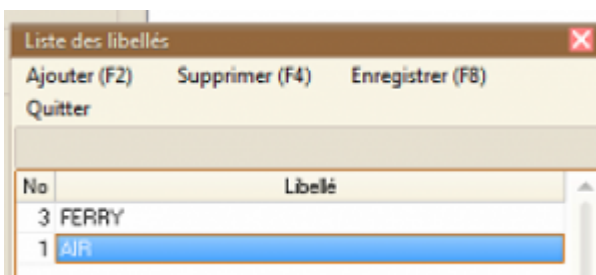 Liste des libellés
Ajouter (F2) Supprimer (F4) Enregistrer (F8)
Quitter
No Libellé
3 FERRY
1 AIR